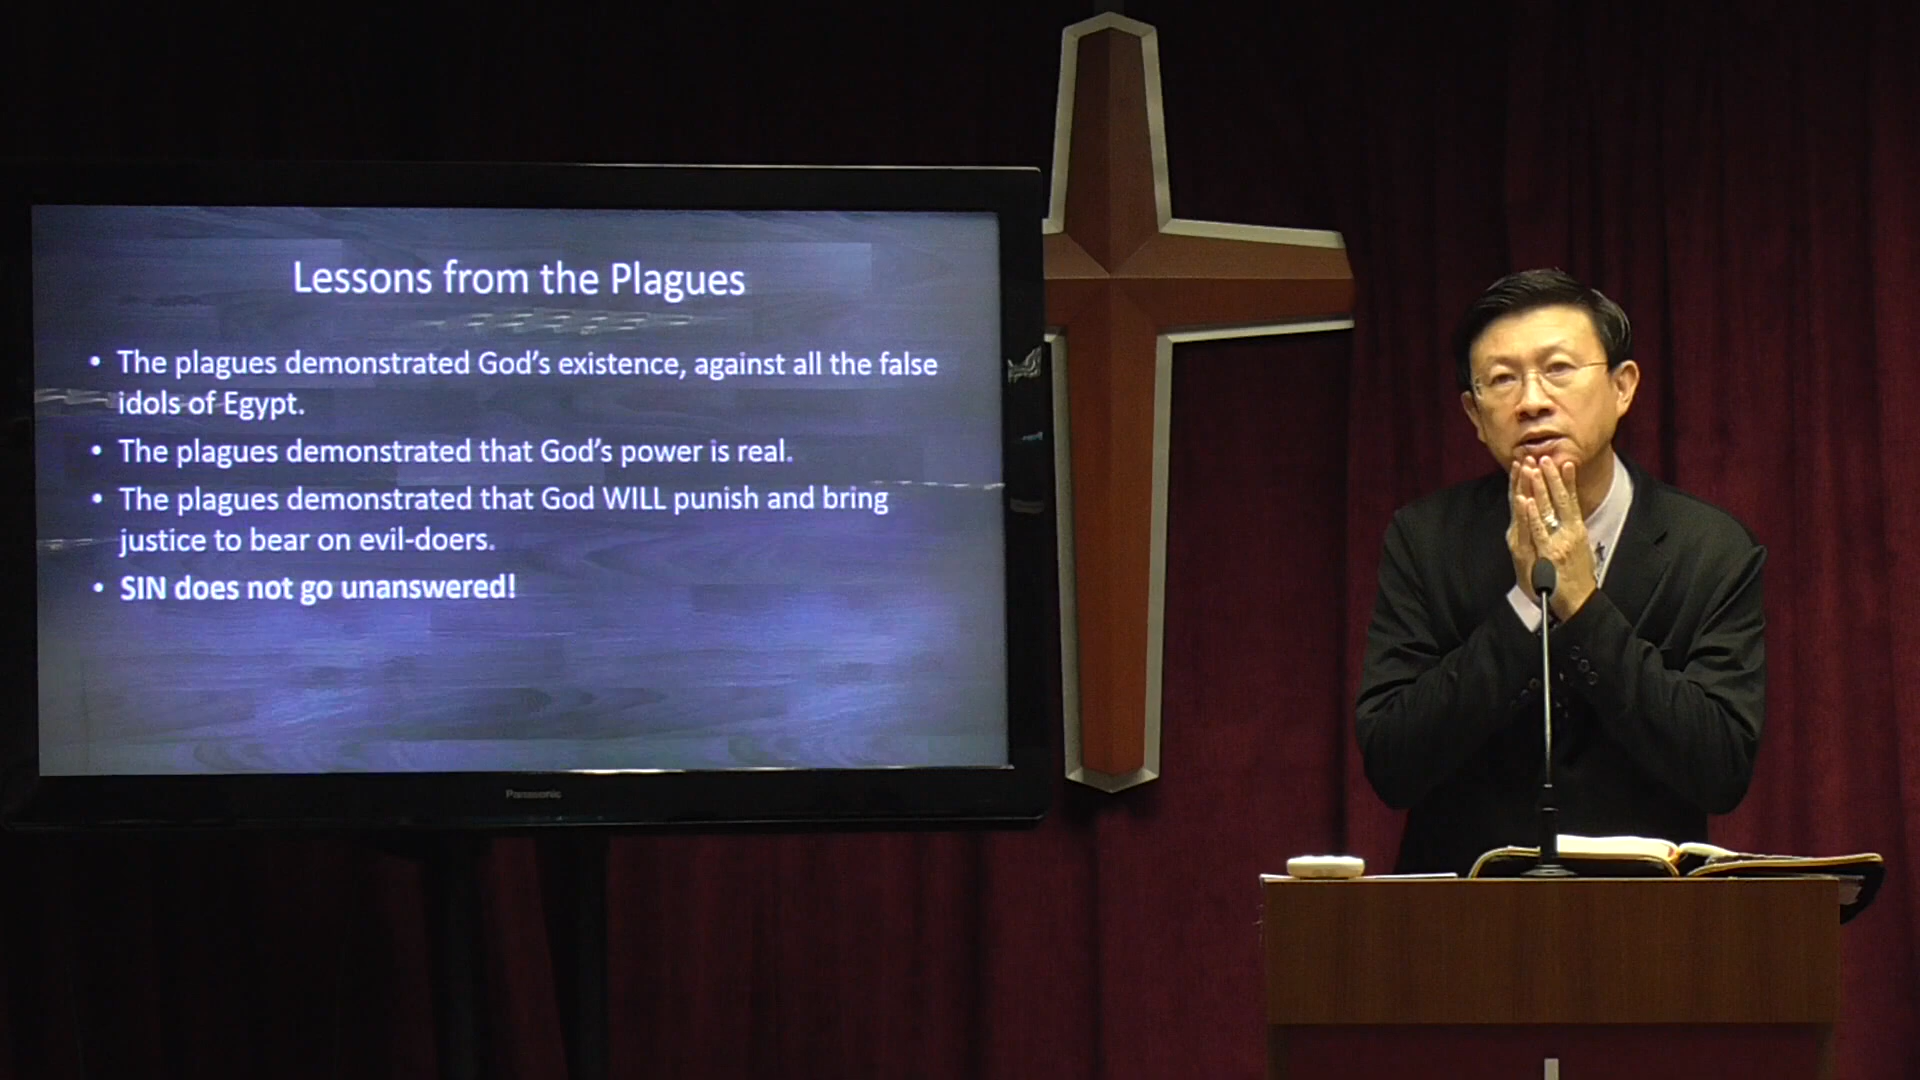 Lessons from the Plagues
• The plagues demonstrated God’s existence, against all the false
idols of Egypt.
• The plagues demonstrated that God’s power is real.
• The plagues demonstrated that God WILL punish and bring
justice to bear on evil-doers.
• SIN does not go unanswered!
Panasonic